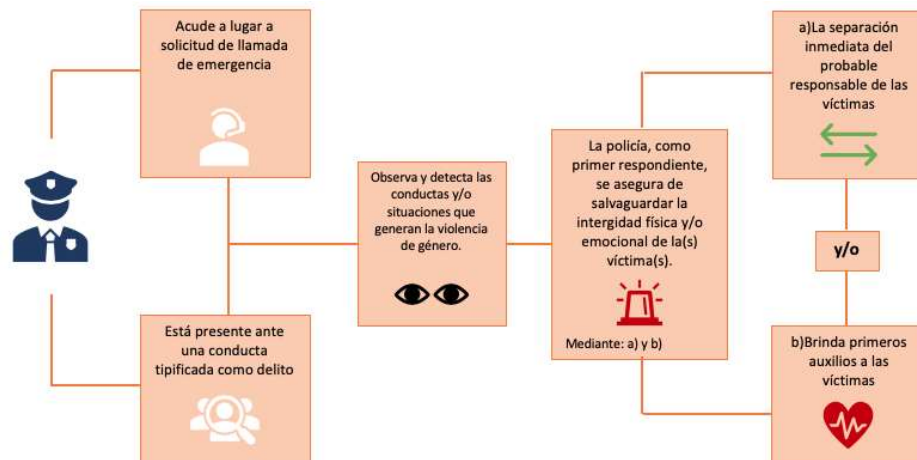 Acude a lugar a
solicitud de llamada
de emergencia
Está presente ante
una conducta
tipificada como delito
Observa y detecta las
conductas y/o
situaciones que
generan la violencia
de género.
La policía, como
primer respondiente,
se asegura de
salvaguardar la
intergidad física y/o
emocional de la(s)
víctima(s).
Mediante: a) y b)
a)La separación
inmediata del
probable
responsable de las
víctimas
y/o
b)Brinda primeros
auxilios a las
víctimas